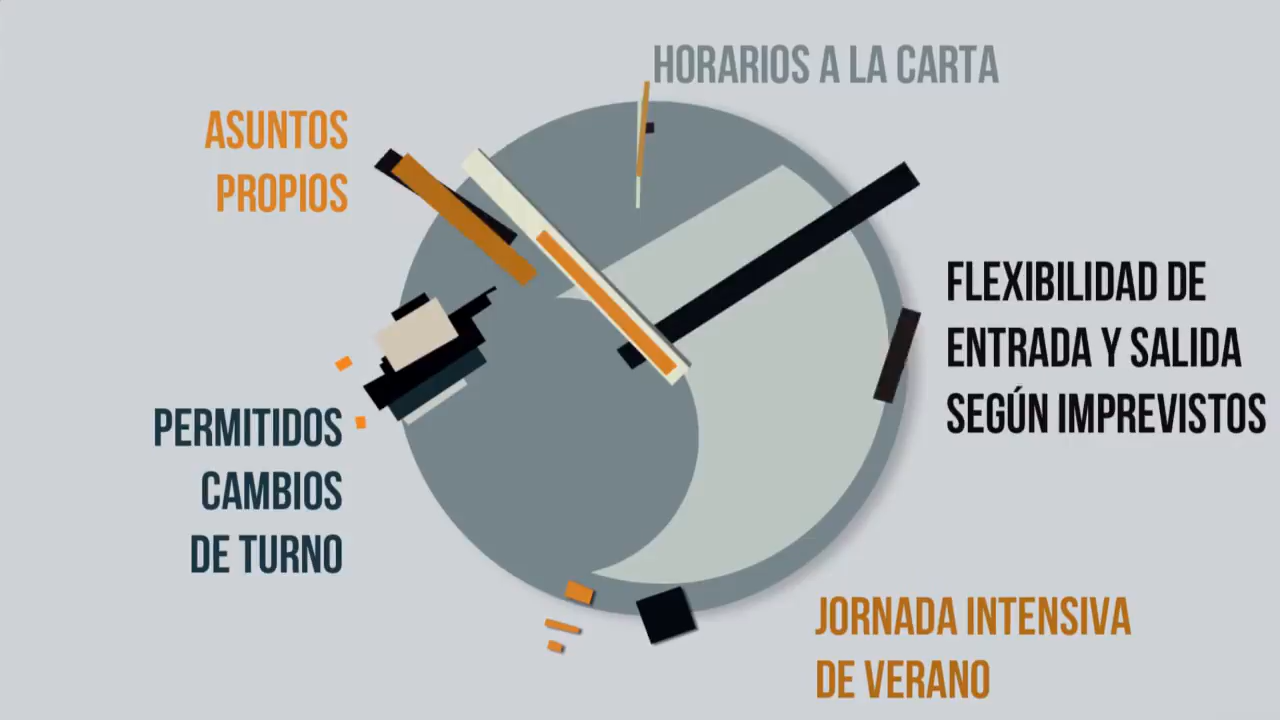 HORARIOS A LA CARTA
ASUNTOS
PROPIOS
FLEXIBILIDAD DE
ENTRADA Y SALIDA
SEGÚN IMPREVISTOS
PERMITIDOS
CAMBIOS
DE TURNO
JORNADA INTENSIVA
DE VERANO